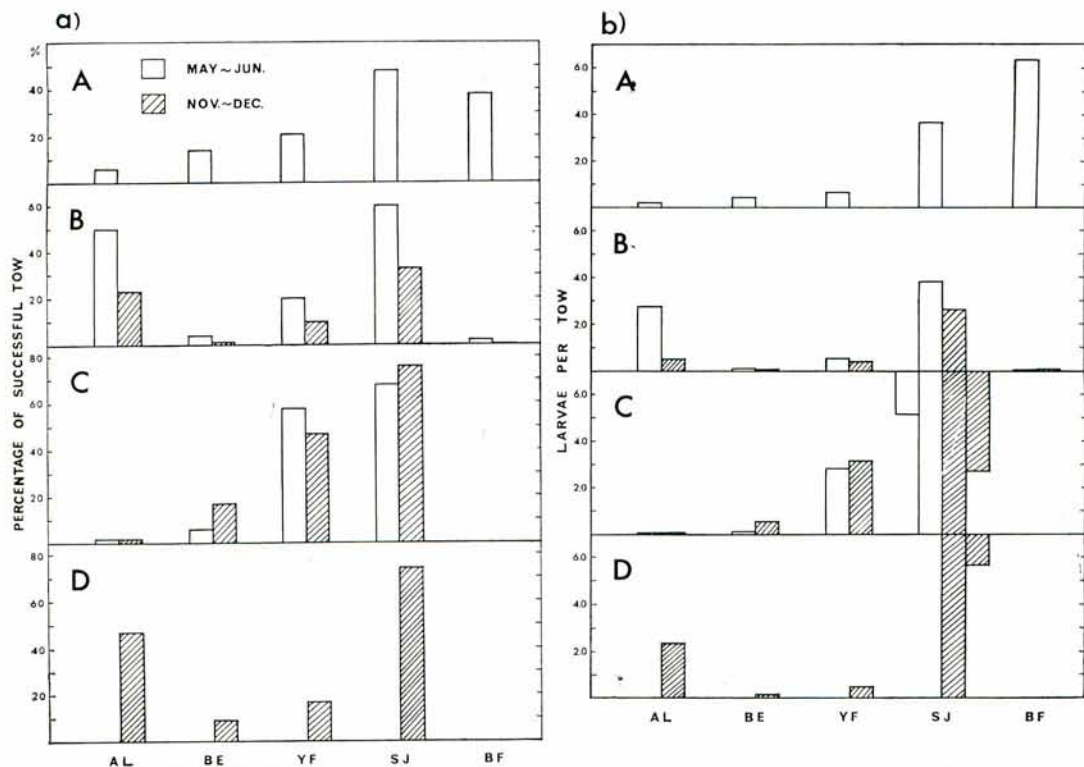 a)
%
A
MAY ~ JUN.
NOV. ~ DEC.
40
20
B
60
40
20
C
80
60
40
20
D
80
60
40
20
AL BE YF SJ BF
PERCENTAGE OF SUCCESSFUL TOW
b)
A
6.0
4.0
2.0
B
6.0
4.0
2.0
C
6.0
4.0
2.0
D
6.0
4.0
2.0
AL BE YF SJ BF
LARVAE PER TOW